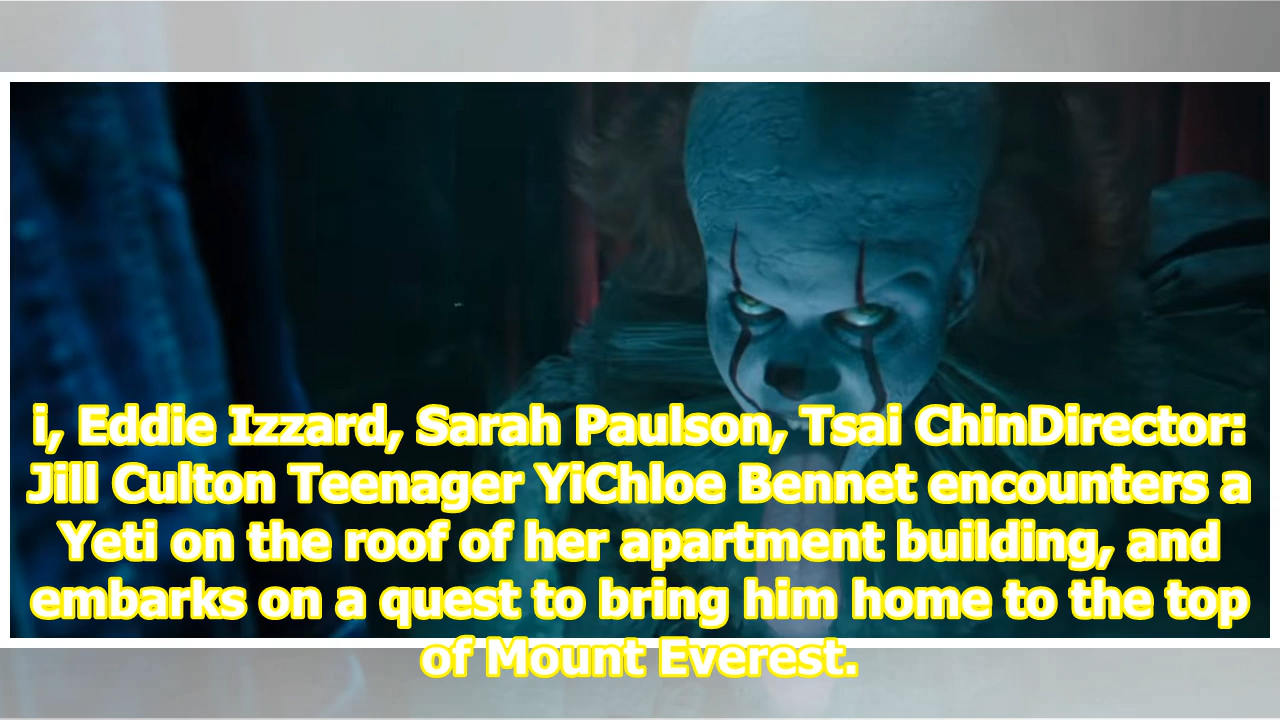 i, Eddie Izzard, Sarah Paulson, Tsai ChinDirector:
Jill Culton Teenager YiChloe Bennet encounters a
Yeti on the roof of her apartment building, and
embarks on a quest to bring him home to the top
of Mount Everest.